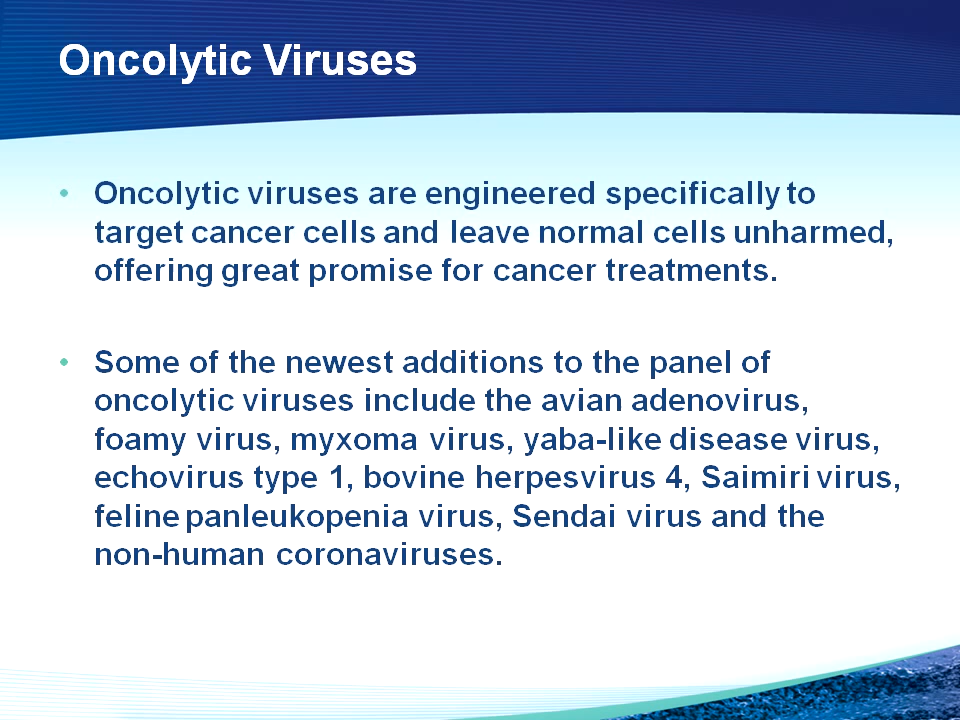 Oncolytic Viruses
• Oncolytic viruses are engineered specifically to
target cancer cells and leave normal cells unharmed,
offering great promise for cancer treatments.
• Some of the newest additions to the panel of
oncolytic viruses include the avian adenovirus,
foamy virus, myxoma virus, yaba-like disease virus,
echovirus type 1, bovine herpesvirus 4, Saimiri virus,
feline panleukopenia virus, Sendai virus and the
non-human coronaviruses.